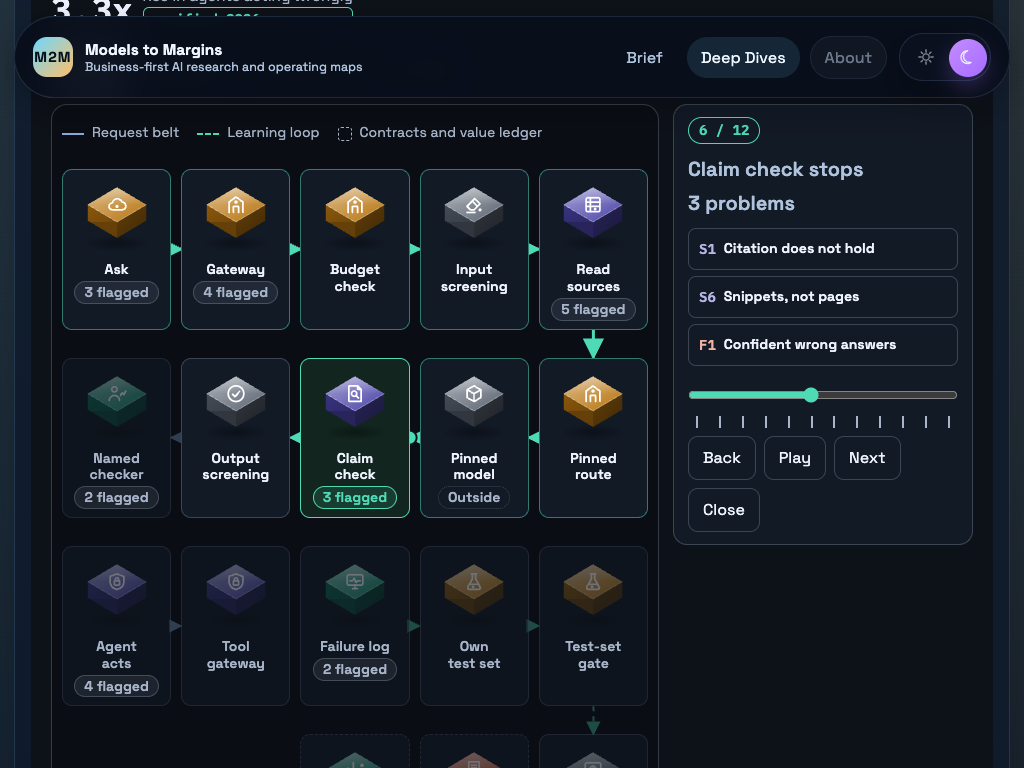 3.3x
M2M
Models to Margins
Business-first AI research and operating maps
Brief
Deep Dives
About
Request belt
Learning loop
Contracts and value ledger
Ask
3 flagged
Gateway
4 flagged
Budget
check
Input
screening
Read
sources
5 flagged
Named
checker
2 flagged
Output
screening
Claim
check
3 flagged
Pinned
model
Outside
Pinned
route
Agent
acts
4 flagged
Tool
gateway
Failure log
2 flagged
Own
test set
Test-set
gate
6 / 12
Claim check stops
3 problems
S1 Citation does not hold
S6 Snippets, not pages
F1 Confident wrong answers
Back
Play
Next
Close